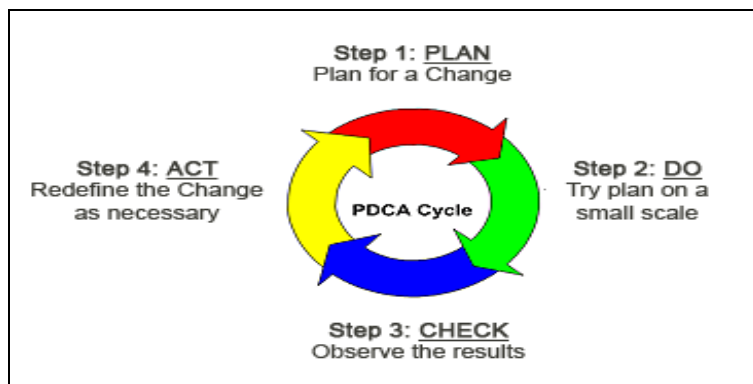 Step 1: PLAN
Plan for a Change
Step 2: DO
Try plan on a
small scale
Step 3: CHECK
Observe the results
Step 4: ACT
Redefine the Change
as necessary
PDCA Cycle